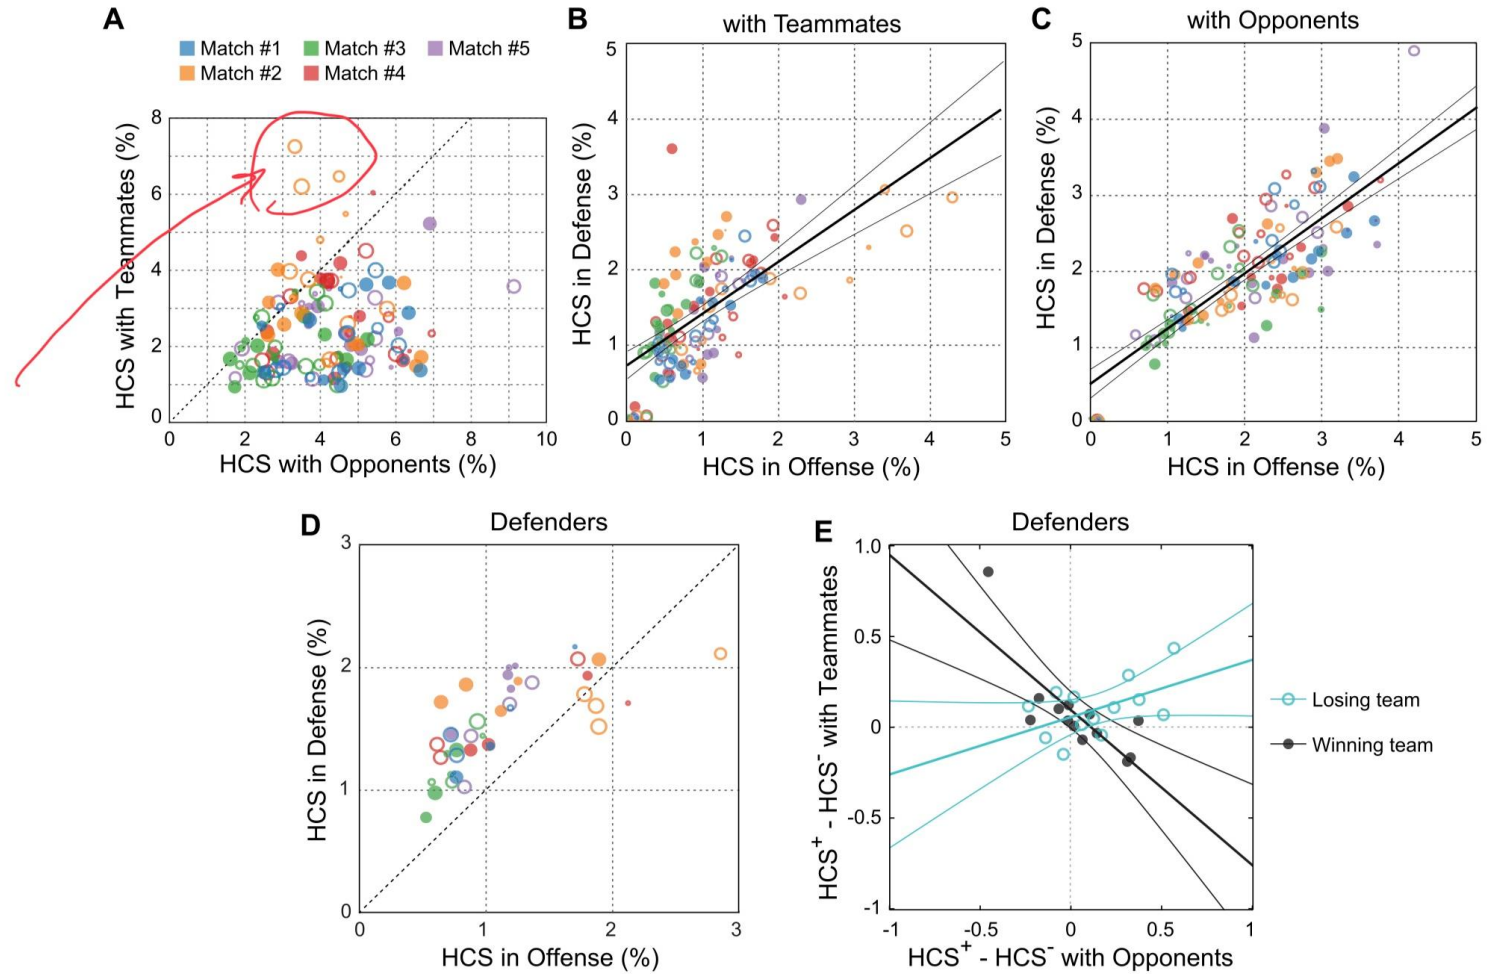 A
Match #1 Match #3 Match #5
Match #2 Match #4
HCS with Teammates (%)
8
6
4
2
0
0 2 4 6 8 10
HCS with Opponents (%)
B
with Teammates
HCS in Defense (%)
5
4
3
2
1
0
0 1 2 3 4 5
HCS in Offense (%)
C
with Opponents
HCS in Defense (%)
5
4
3
2
1
0
0 1 2 3 4 5
HCS in Offense (%)
D
Defenders
HCS in Defense (%)
3
2
1
0
0 1 2 3
HCS in Offense (%)
E
Defenders
HCS⁺ - HCS⁻ with Teammates
1.0
0.5
0
-0.5
-1
-1 -0.5 0 0.5 1
HCS⁺ - HCS⁻ with Opponents
Losing team
Winning team